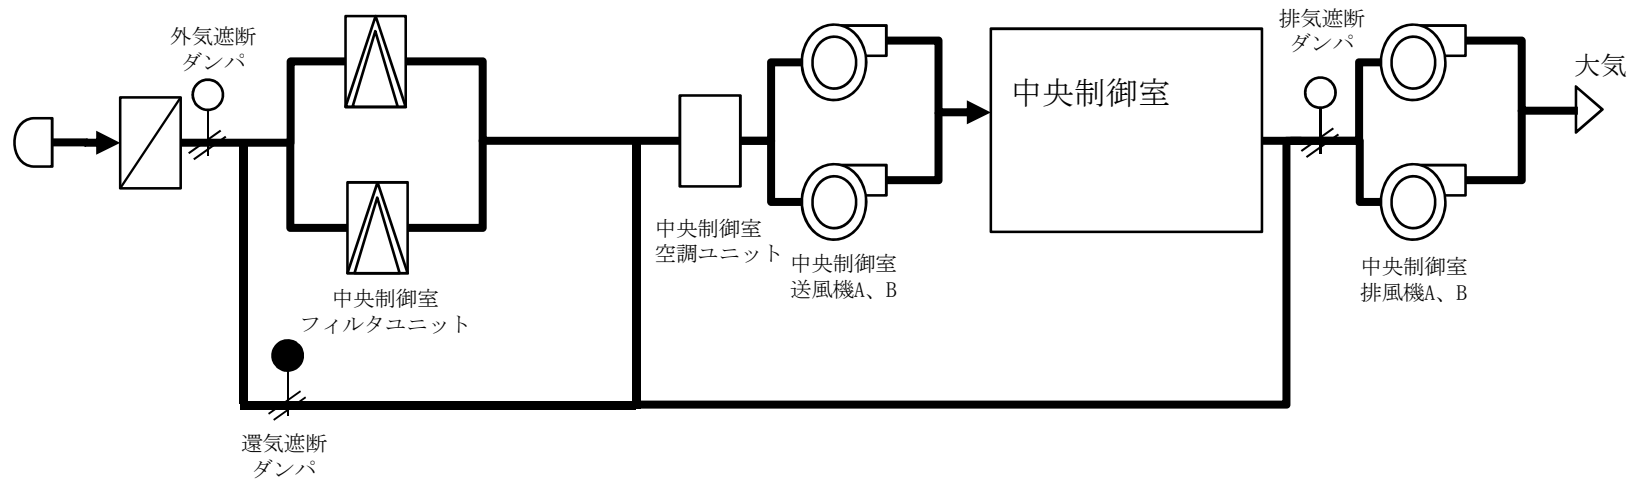 外気遮断
ダンパ
排気遮断
ダンパ
大気
中央制御室
中央制御室
空調ユニット
中央制御室
送風機A、B
中央制御室
排風機A、B
中央制御室
フィルタユニット
還気遮断
ダンパ